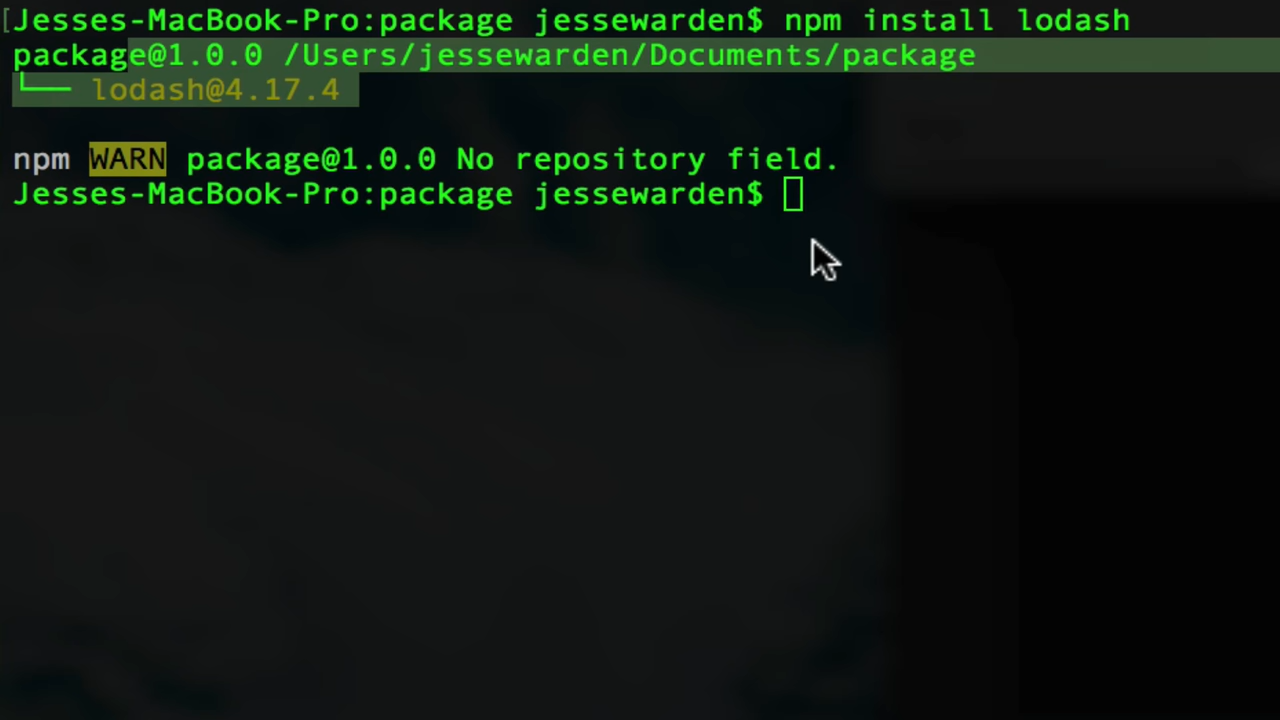 [Jesses-MacBook-Pro:package jessewarden$ npm install lodash
package@1.0.0 /Users/jessewarden/Documents/package
└── lodash@4.17.4
npm WARN package@1.0.0 No repository field.
Jesses-MacBook-Pro:package jessewarden$